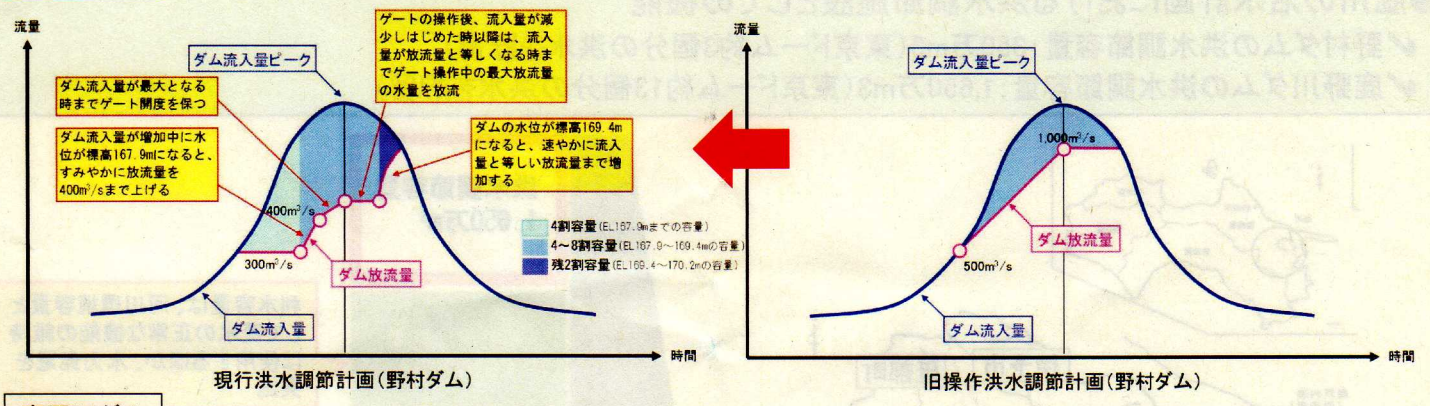 流量
ゲートの操作後、流入量が減
少しはじめた時以降は、流入
量が放流量と等しくなる時ま
でゲート操作中の最大放流量
の水量を放流
ダム流入量ピーク
ダム流入量が最大となる
時までゲート開度を保つ
ダム流入量が増加中に水
位が標高167.9mになると、
すみやかに放流量を
400m³/sまで上げる
ダムの水位が標高169.4m
になると、速やかに流入
量と等しい放流量まで増
加する
400m³/s
300m³/s
ダム放流量
ダム流入量
4割容量(EL167.9mまでの容量)
4～8割容量(EL167.9～169.4mの容量)
残2割容量(EL169.4～170.2mの容量)
時間
現行洪水調節計画(野村ダム)
流量
ダム流入量ピーク
1,000m³/s
ダム放流量
500m³/s
ダム流入量
時間
旧操作洪水調節計画(野村ダム)